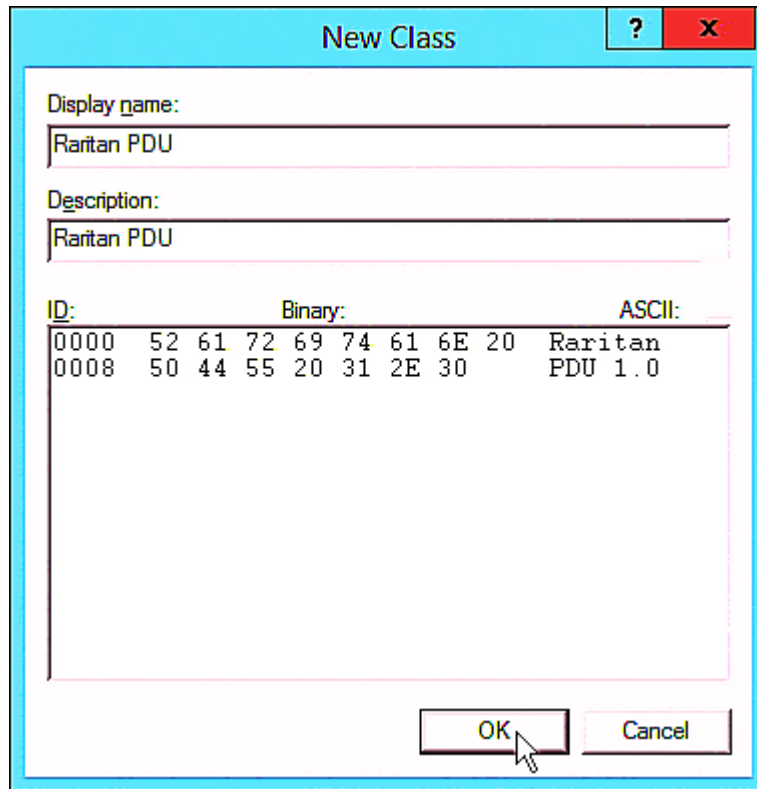 New Class
?
x
Display name:
Raritan PDU
Description:
Raritan PDU
ID: Binary: ASCII:
0000 52 61 72 69 74 61 6E 20 Raritan
0008 50 44 55 20 31 2E 30 PDU 1.0
OK
Cancel